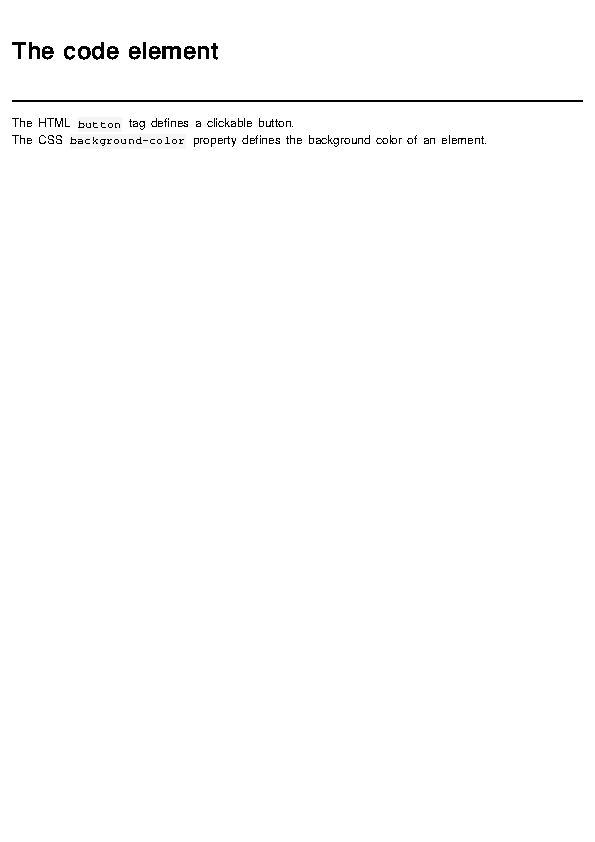 The code element
The HTML button tag defines a clickable button.
The CSS background-color property defines the background color of an element.